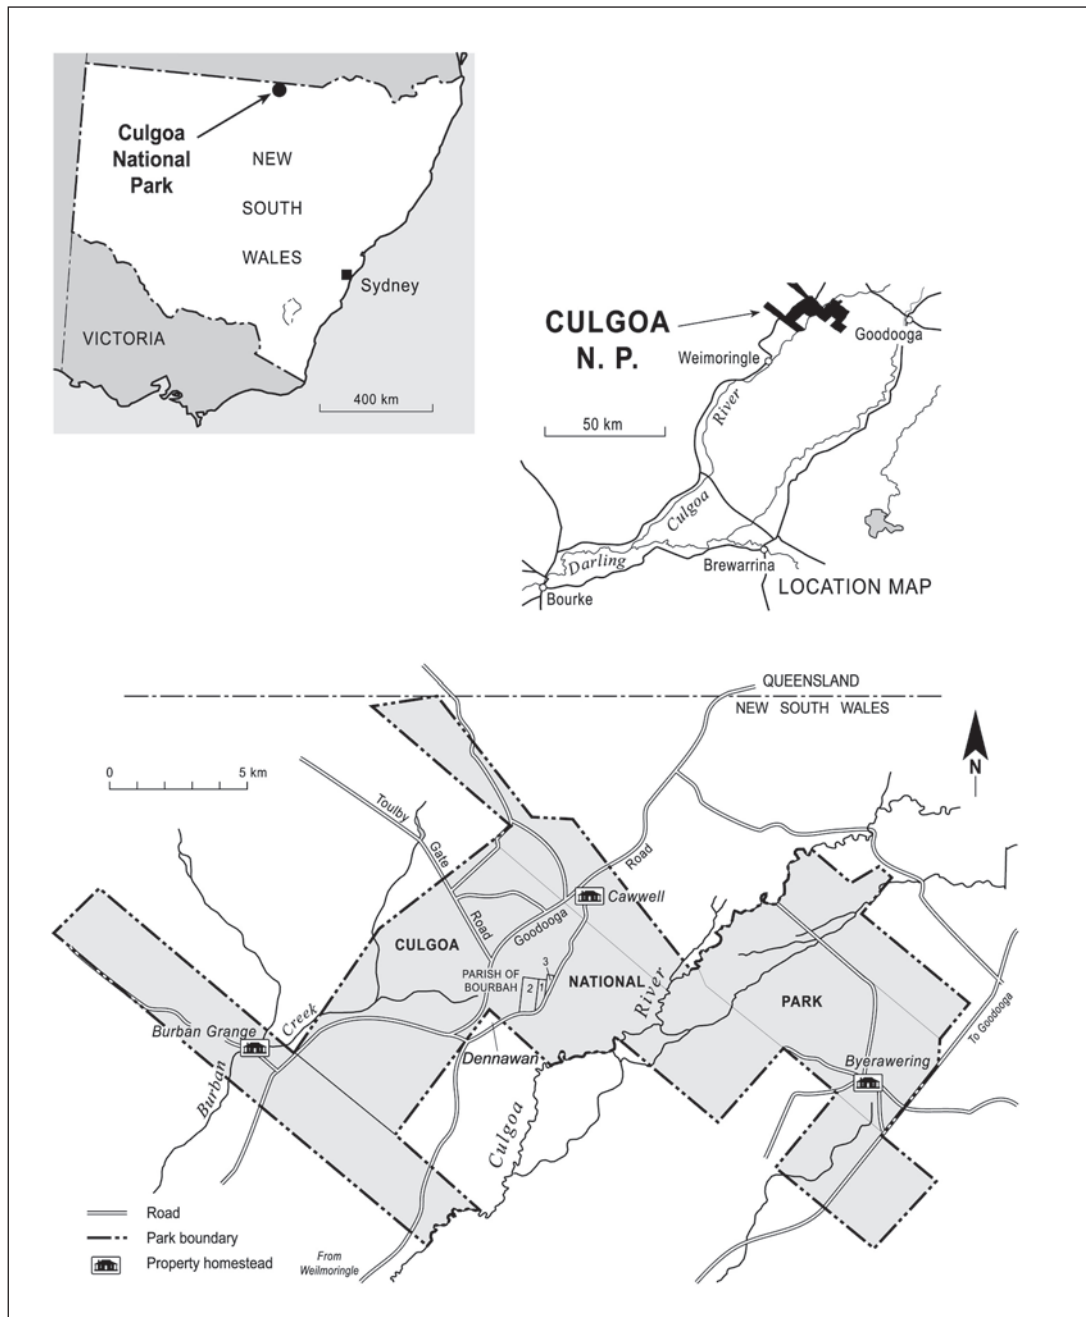 Culgoa
National
Park
NEW
SOUTH
WALES
Sydney
VICTORIA
400 km
CULGOA
N. P.
Goodooga
Weimoringle
River
50 km
Culgoa
Darling
Brewarrina
Bourke
LOCATION MAP
QUEENSLAND
NEW SOUTH WALES
N
0 5 km
Toulby
Gate
Road
Road
Goodooga
Cawwell
CULGOA
PARISH OF
BOURBAH
3
2
1
NATIONAL
River
PARK
To Goodooga
Burban Grange
Creek
Burban
Dennawan
Byerawering
Culgoa
Road
Park boundary
Property homestead
From
Weilmoringle